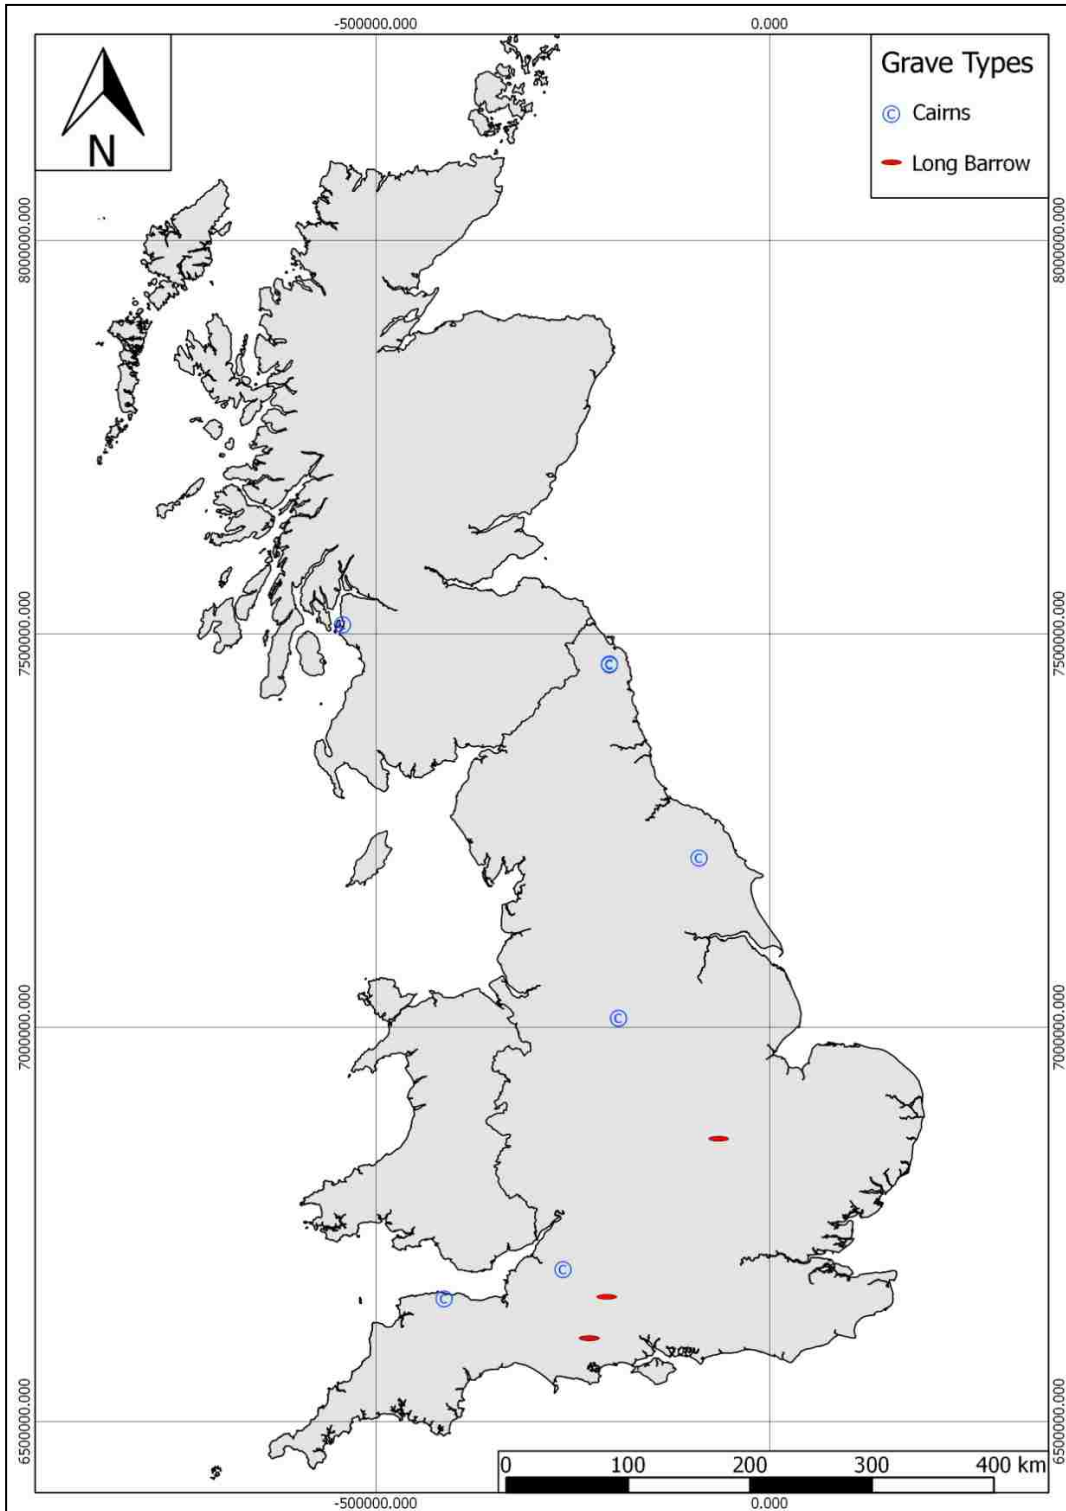 -500000.000 0.000
N
Grave Types
© Cairns
Long Barrow
8000000.000 8000000.000
7500000.000 7500000.000
7000000.000 7000000.000
6500000.000 6500000.000
©
©
©
©
©
©
0 100 200 300 400 km
-500000.000 0.000